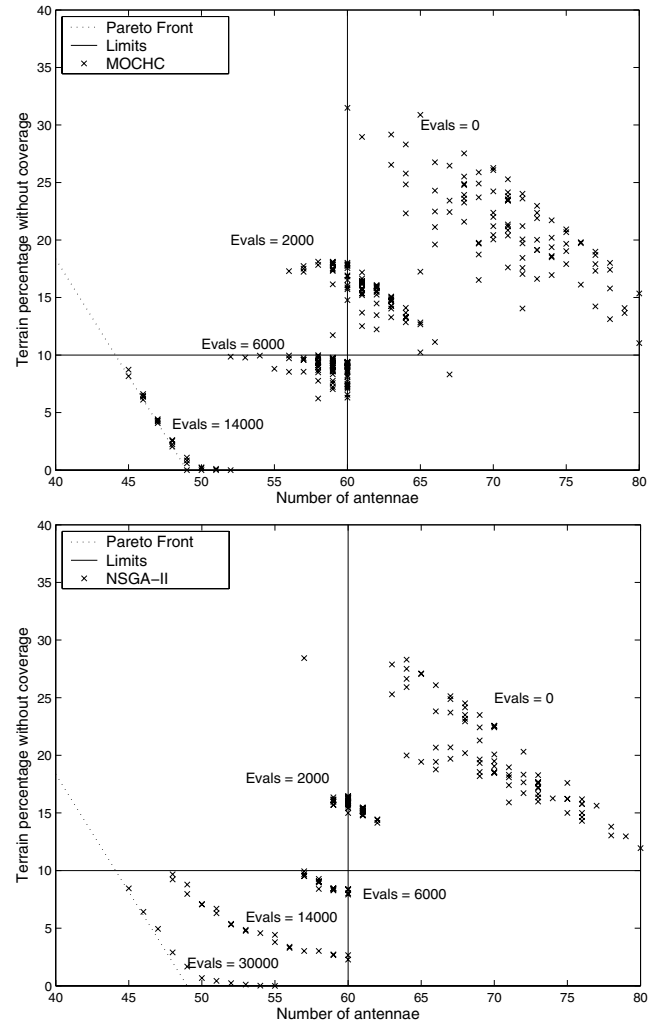 40
35
30
25
20
15
10
5
0
Terrain percentage without coverage
Pareto Front
Limits
MOCHC
Evals = 0
Evals = 2000
Evals = 6000
Evals = 14000
40 45 50 55 60 65 70 75 80
Number of antennae
40
35
30
25
20
15
10
5
0
Terrain percentage without coverage
Pareto Front
Limits
NSGA-II
Evals = 0
Evals = 2000
Evals = 6000
Evals = 14000
Evals = 30000
40 45 50 55 60 65 70 75 80
Number of antennae